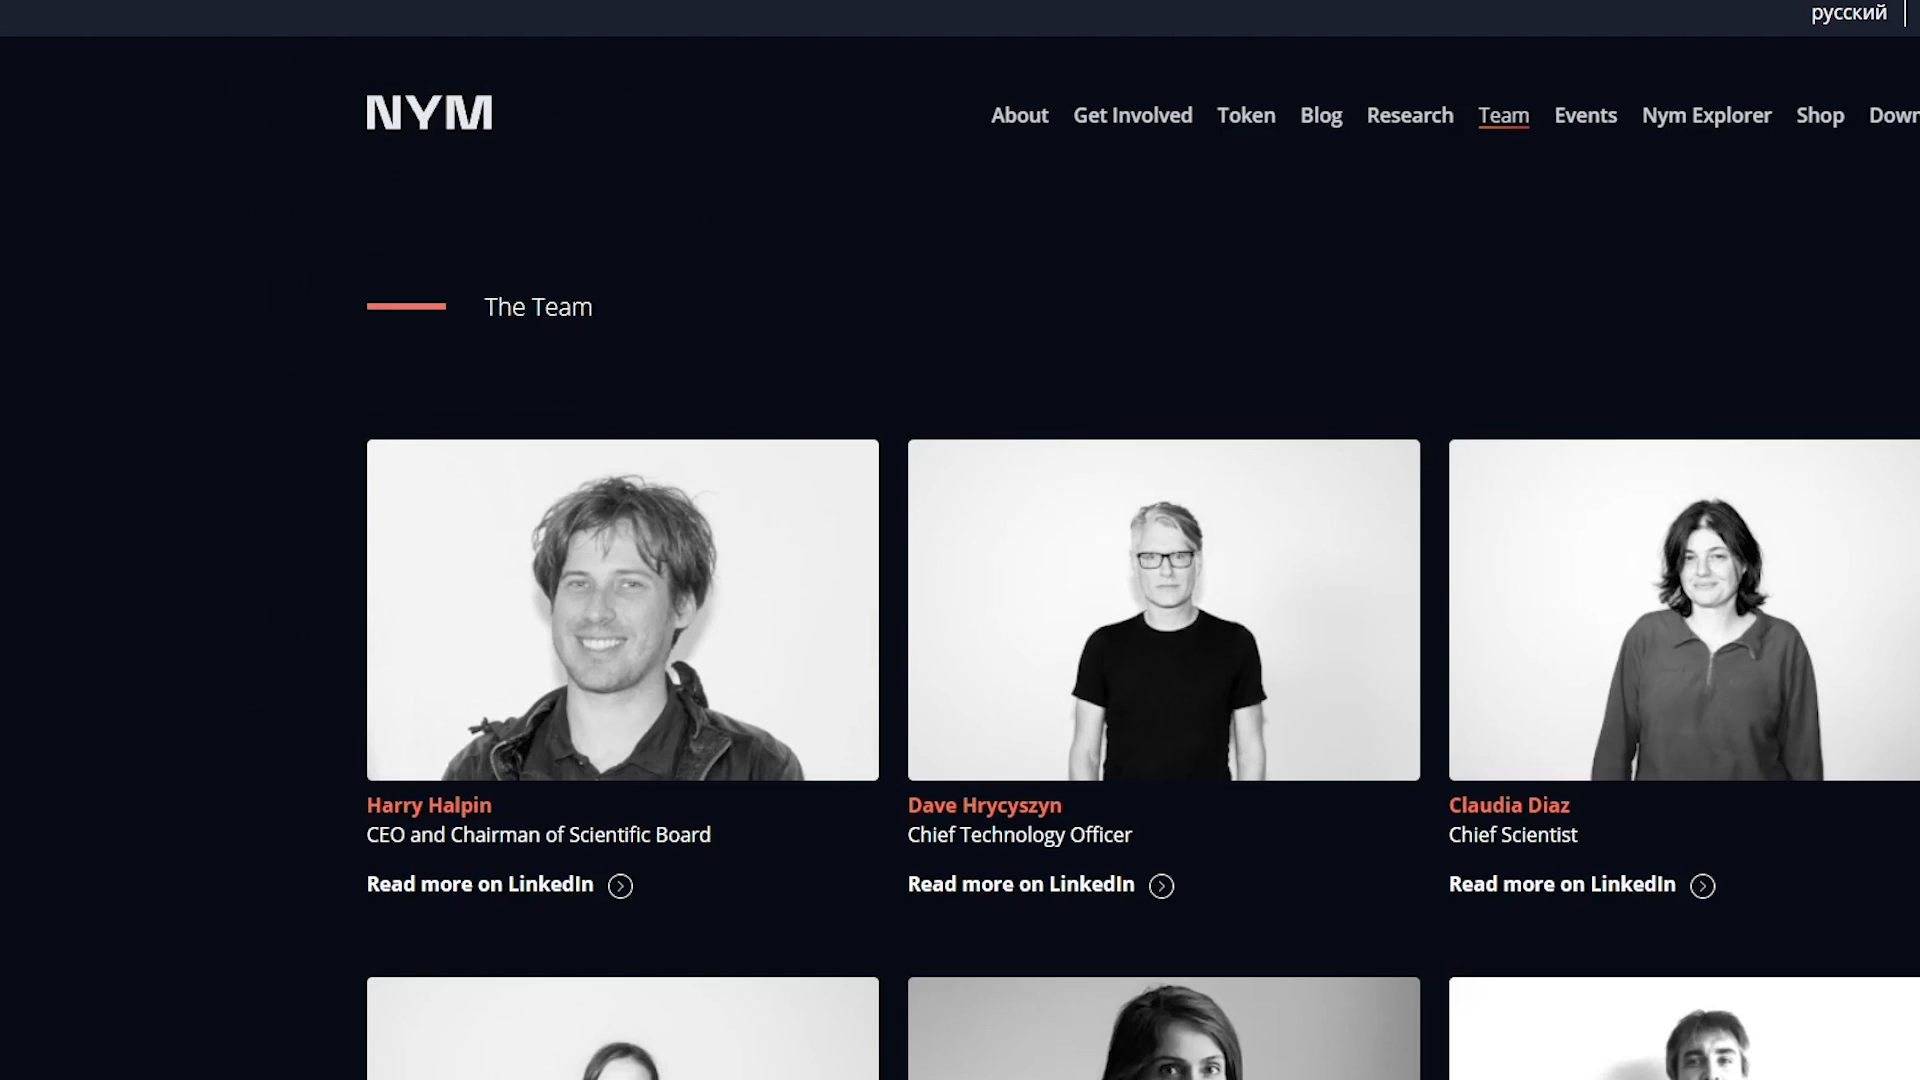 русский
NYM
About Get Involved Token Blog Research Team Events Nym Explorer Shop
The Team
Harry Halpin
CEO and Chairman of Scientific Board
Read more on LinkedIn
Dave Hrycyszyn
Chief Technology Officer
Read more on LinkedIn
Claudia Diaz
Chief Scientist
Read more on LinkedIn